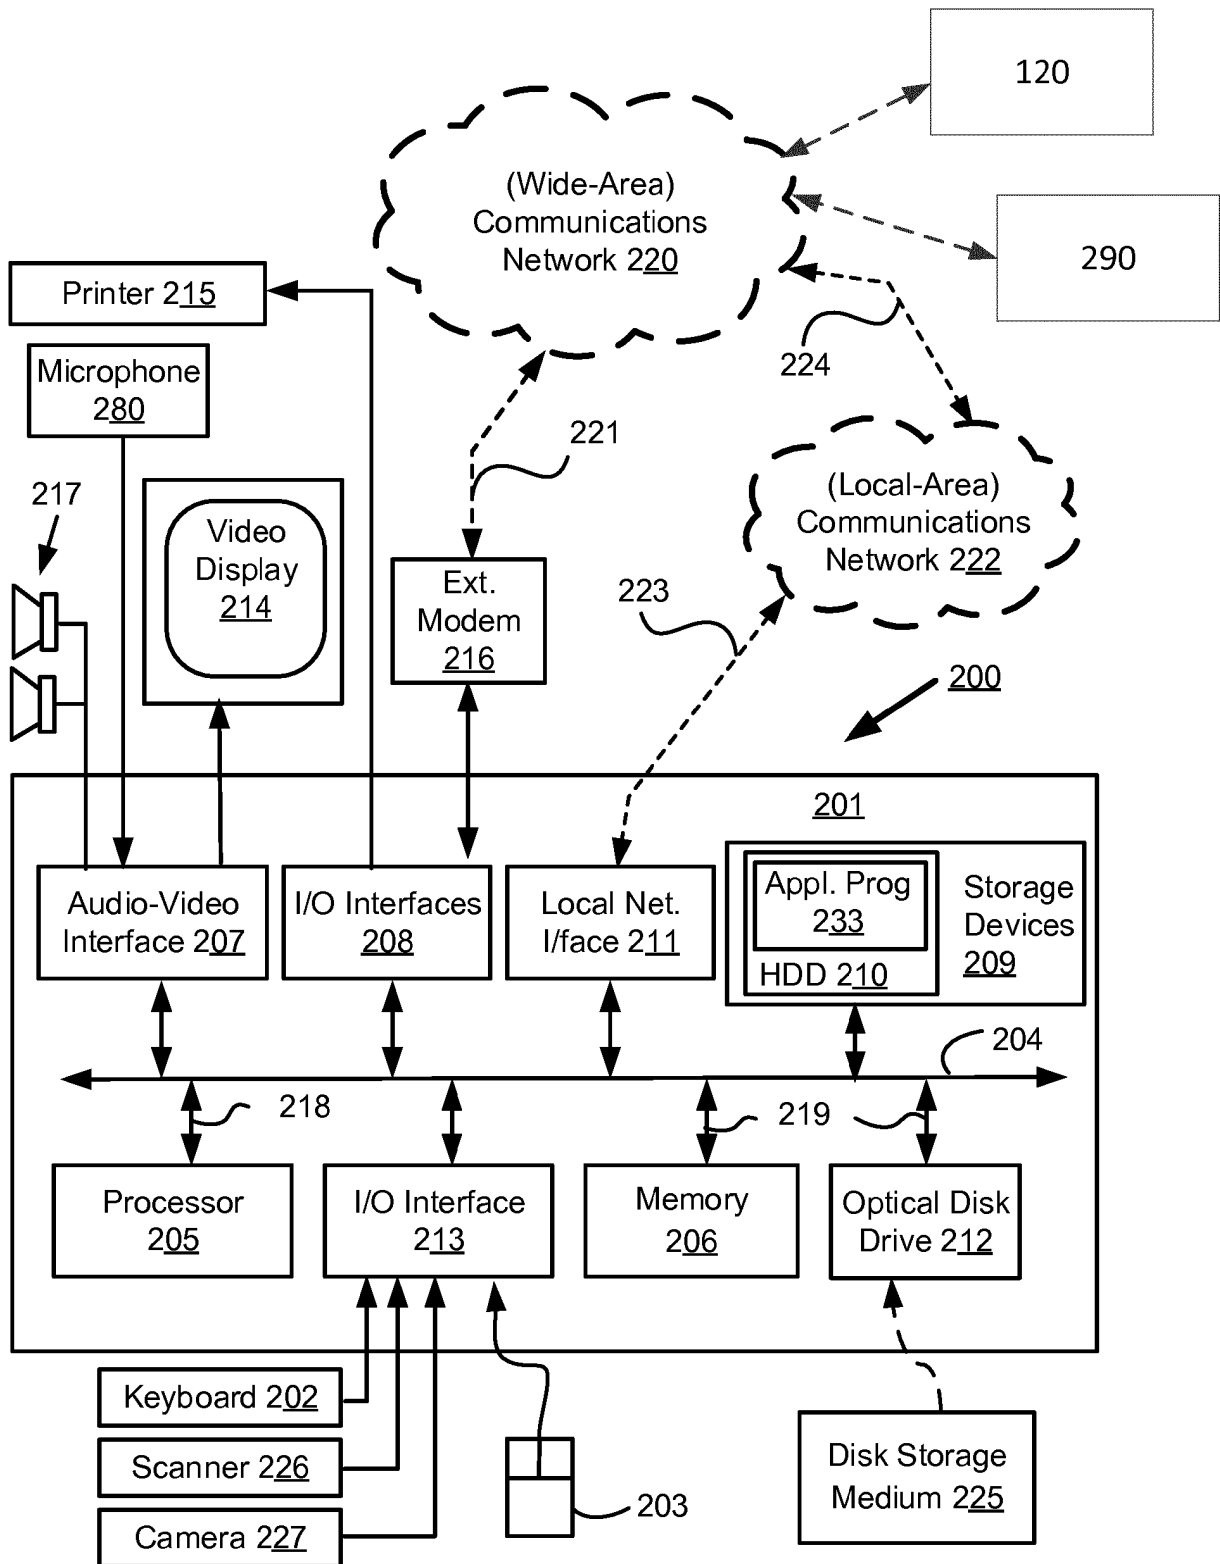 120
(Wide-Area)
Communications
Network 220
290
Printer 215
224
Microphone
280
221
(Local-Area)
Communications
Network 222
217
Video
Display
214
Ext.
Modem
216
223
200
201
Audio-Video
Interface 207
I/O Interfaces
208
Local Net.
I/face 211
Appl. Prog
233
HDD 210
Storage
Devices
209
204
218
219
Processor
205
I/O Interface
213
Memory
206
Optical Disk
Drive 212
Keyboard 202
Scanner 226
Camera 227
203
Disk Storage
Medium 225